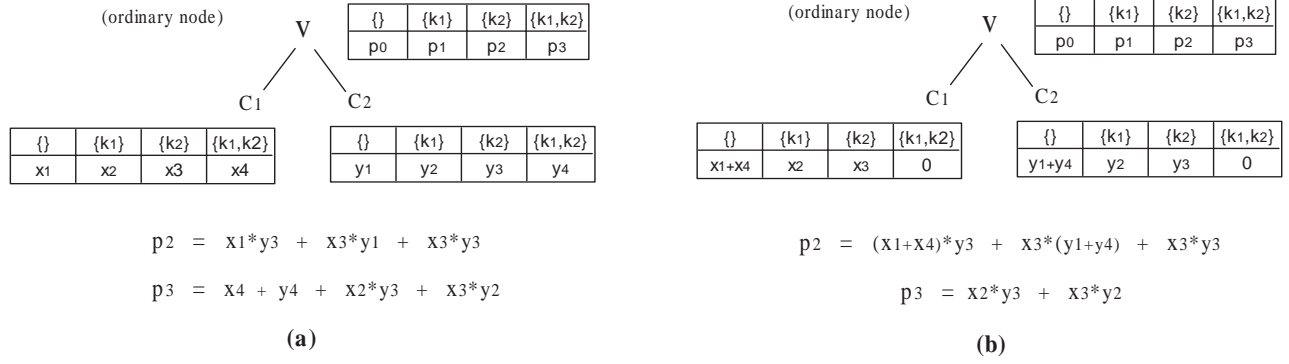 (ordinary node)
V
{} {k1} {k2} {k1,k2}
p0 p1 p2 p3
C1 C2
{} {k1} {k2} {k1,k2}
x1 x2 x3 x4
{} {k1} {k2} {k1,k2}
y1 y2 y3 y4
p2 = x1*y3 + x3*y1 + x3*y3
p3 = x4 + y4 + x2*y3 + x3*y2
(a)
(ordinary node)
V
{} {k1} {k2} {k1,k2}
p0 p1 p2 p3
C1 C2
{} {k1} {k2} {k1,k2}
x1+x4 x2 x3 0
{} {k1} {k2} {k1,k2}
y1+y4 y2 y3 0
p2 = (x1+x4)*y3 + x3*(y1+y4) + x3*y3
p3 = x2*y3 + x3*y2
(b)